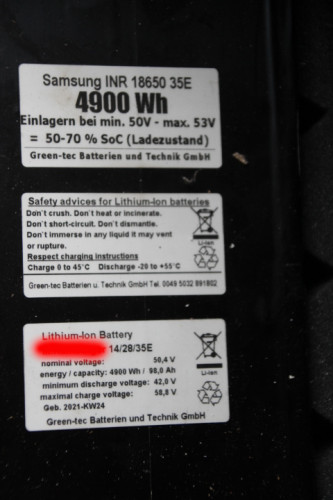 Samsung INR 18650 35E
4900 Wh
Einlagern bei min. 50V - max. 53V
= 50-70 % SoC (Ladezustand)
Green-tec Batterien und Technik GmbH
Safety advices for Lithium-Ion batteries
Don´t crush. Don´t heat or incinerate.
Don´t short-circuit. Don´t dismantle.
Don´t immerse in any liquid it may vent
or rupture.
Respect charging instructions
Charge 0 to 45°C Discharge -20 to +55°C
Li-Ion
Green-tec Batterien u. Technik GmbH Tel. 0049 5032 891802
Lithium-Ion Battery
14/28/35E
nominal voltage: 50,4 V
energy / capacity: 4900 Wh / 98,0 Ah
minimum discharge voltage: 42,0 V
maximal charge voltage: 58,8 V
Geb. 2921-KW24
Li-Ion
Green-tec Batterien und Technik GmbH